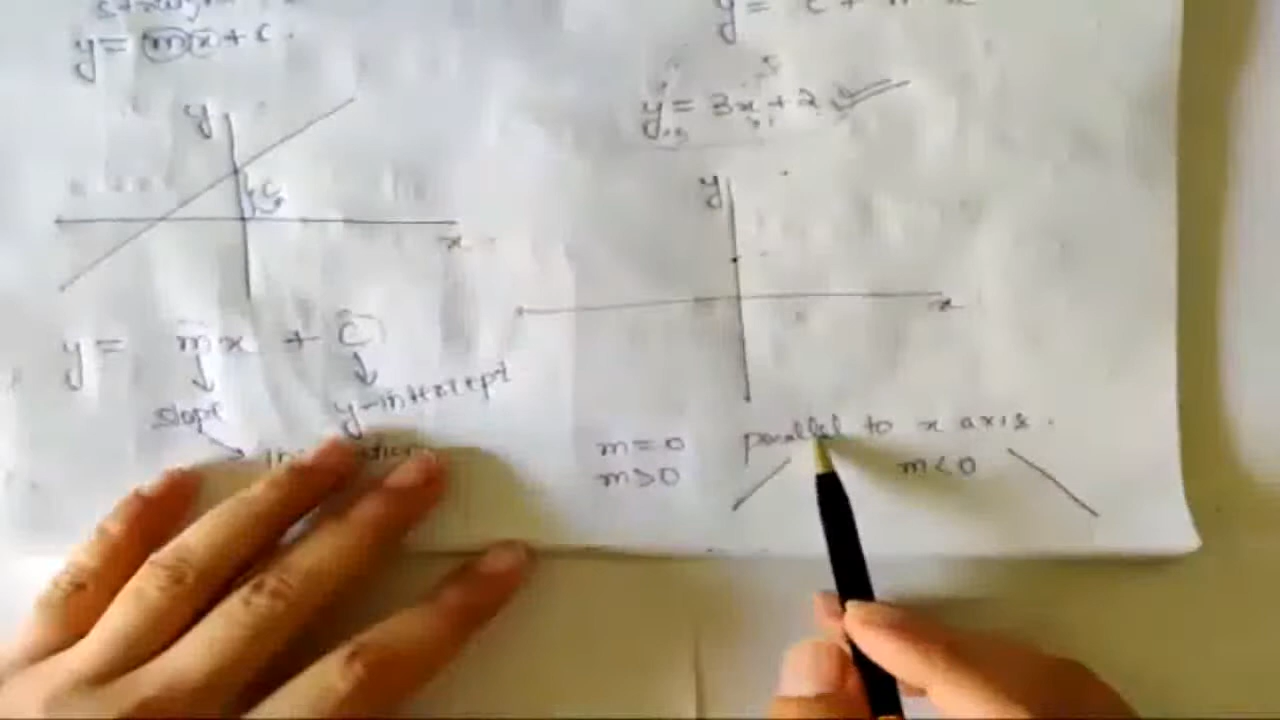 y = mx + c.
y
c
x
y = mx + c
slope
y-intercept
y = 3x + 2
y
x
m = 0 parallel to x axis.
m > 0
m < 0